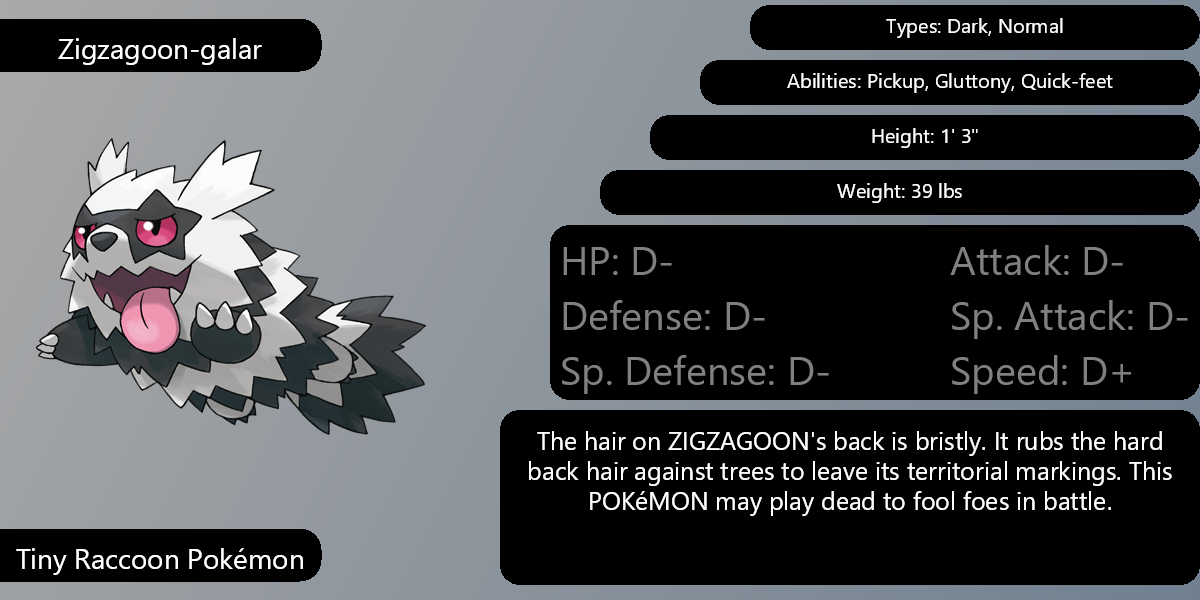 Zigzagoon-galar
Types: Dark, Normal
Abilities: Pickup, Gluttony, Quick-feet
Height: 1' 3"
Weight: 39 lbs
HP: D-
Attack: D-
Defense: D-
Sp. Attack: D-
Sp. Defense: D-
Speed: D+
The hair on ZIGZAGOON's back is bristly. It rubs the hard
back hair against trees to leave its territorial markings. This
POKéMON may play dead to fool foes in battle.
Tiny Raccoon Pokémon